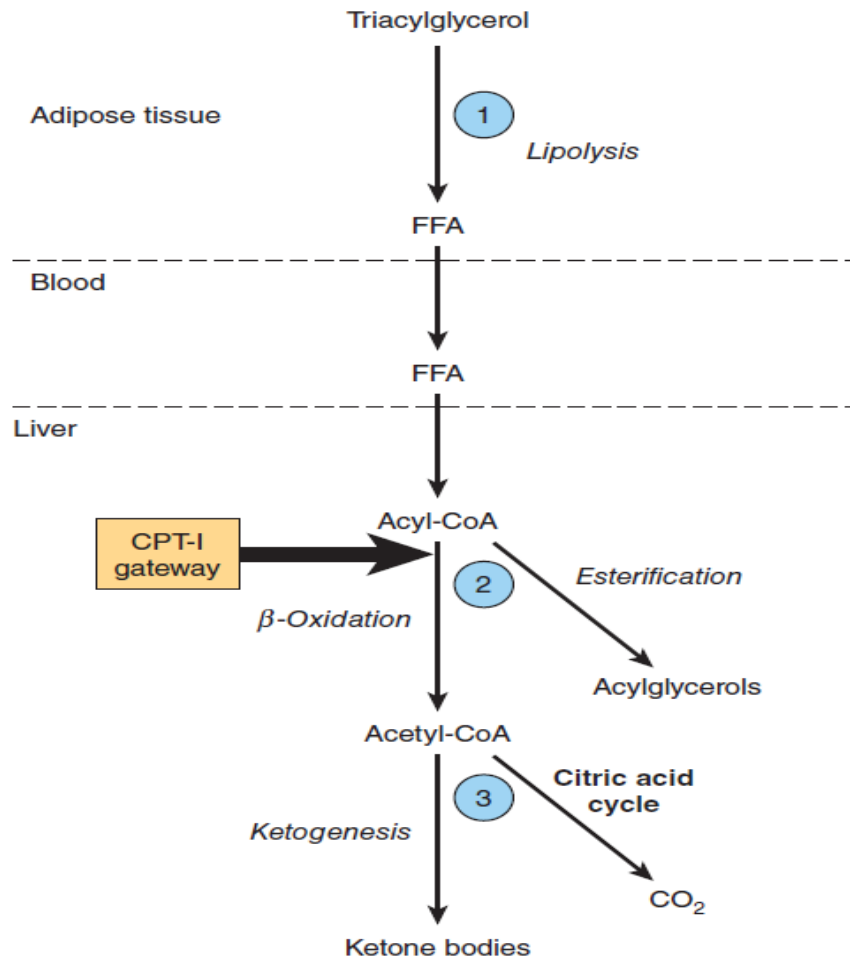 Triacylglycerol
Adipose tissue
1
Lipolysis
FFA
Blood
FFA
Liver
Acyl-CoA
CPT-I
gateway
2
Esterification
β-Oxidation
Acylglycerols
Acetyl-CoA
Citric acid
cycle
3
Ketogenesis
CO₂
Ketone bodies